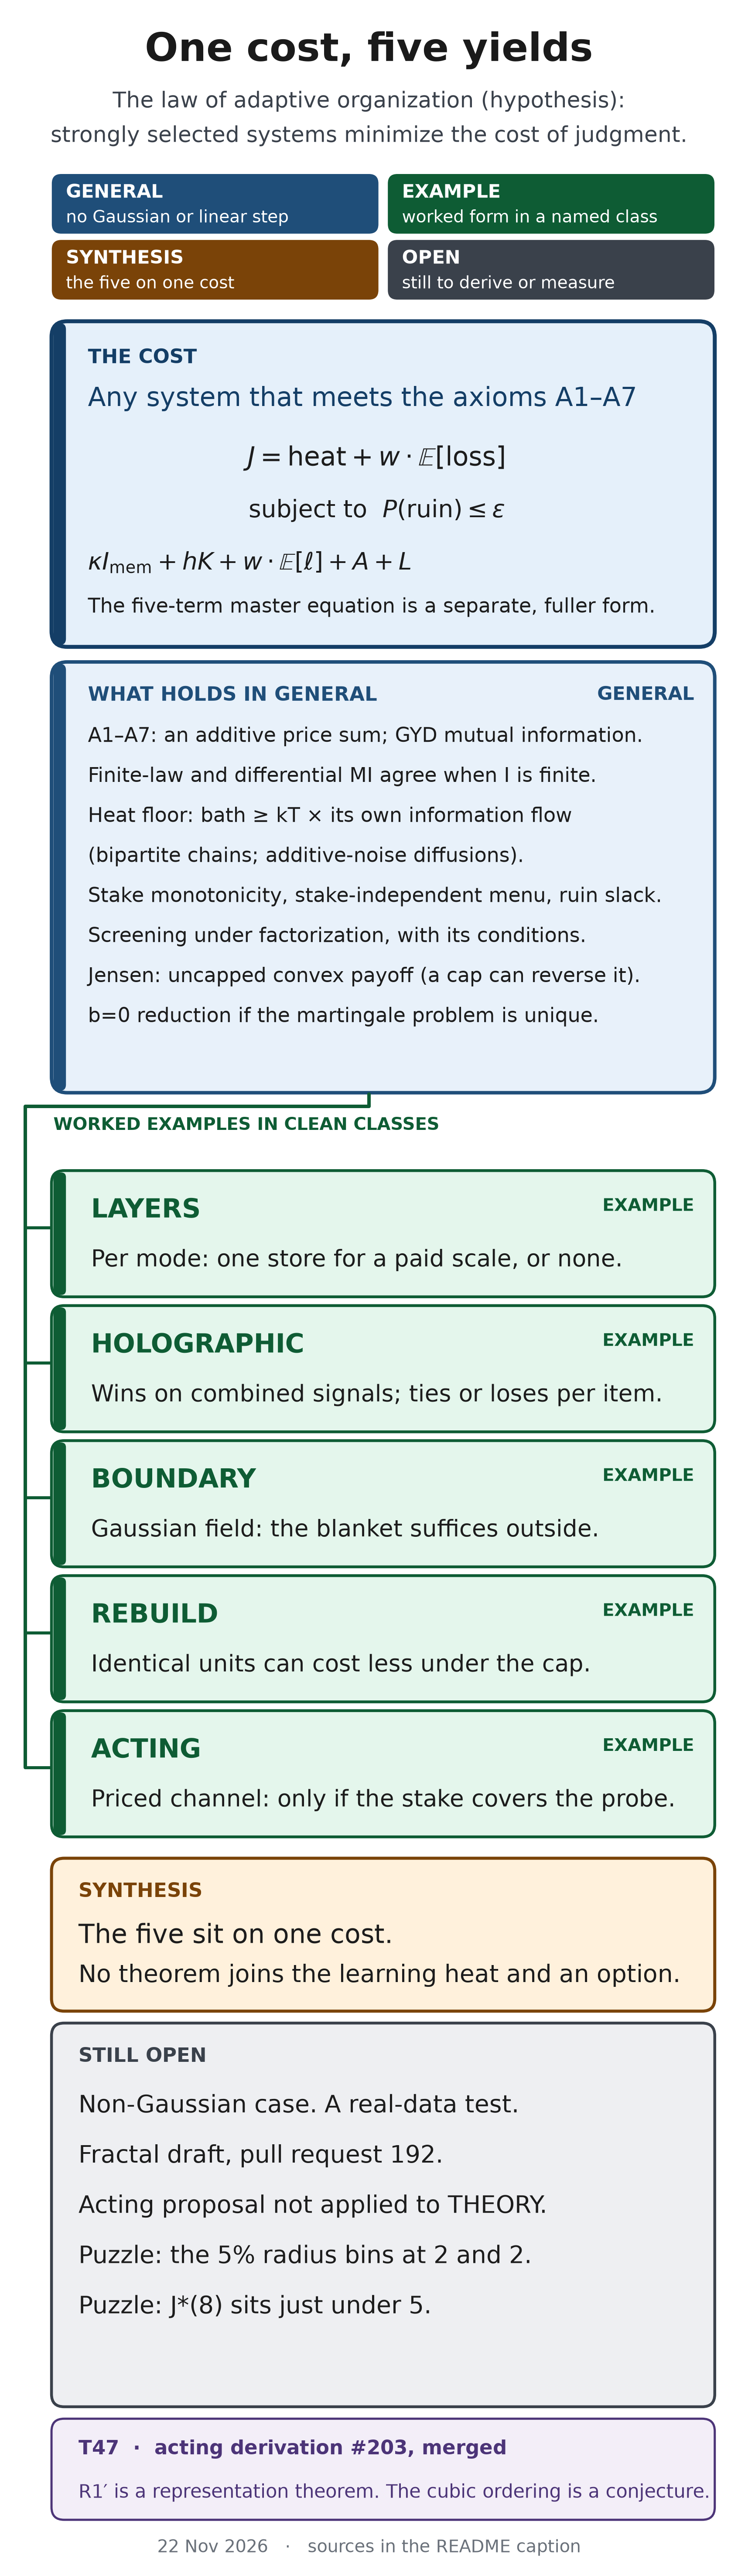 One cost, five yields
The law of adaptive organization (hypothesis):
strongly selected systems minimize the cost of judgment.
GENERAL
no Gaussian or linear step
EXAMPLE
worked form in a named class
SYNTHESIS
the five on one cost
OPEN
still to derive or measure
THE COST
Any system that meets the axioms A1–A7
J = heat + w · 𝔼[loss]
subject to P(ruin) ≤ ε
κI_mem + hK + w · 𝔼[ℓ] + A + L
The five-term master equation is a separate, fuller form.
WHAT HOLDS IN GENERAL
GENERAL
A1–A7: an additive price sum; GYD mutual information.
Finite-law and differential MI agree when I is finite.
Heat floor: bath ≥ kT × its own information flow
(bipartite chains; additive-noise diffusions).
Stake monotonicity, stake-independent menu, ruin slack.
Screening under factorization, with its conditions.
Jensen: uncapped convex payoff (a cap can reverse it).
b=0 reduction if the martingale problem is unique.
WORKED EXAMPLES IN CLEAN CLASSES
LAYERS
EXAMPLE
Per mode: one store for a paid scale, or none.
HOLOGRAPHIC
EXAMPLE
Wins on combined signals; ties or loses per item.
BOUNDARY
EXAMPLE
Gaussian field: the blanket suffices outside.
REBUILD
EXAMPLE
Identical units can cost less under the cap.
ACTING
EXAMPLE
Priced channel: only if the stake covers the probe.
SYNTHESIS
The five sit on one cost.
No theorem joins the learning heat and an option.
STILL OPEN
Non-Gaussian case. A real-data test.
Fractal draft, pull request 192.
Acting proposal not applied to THEORY.
Puzzle: the 5% radius bins at 2 and 2.
Puzzle: J*(8) sits just under 5.
T47 · acting derivation #203, merged
R1′ is a representation theorem. The cubic ordering is a conjecture.
22 Nov 2026 · sources in the README caption